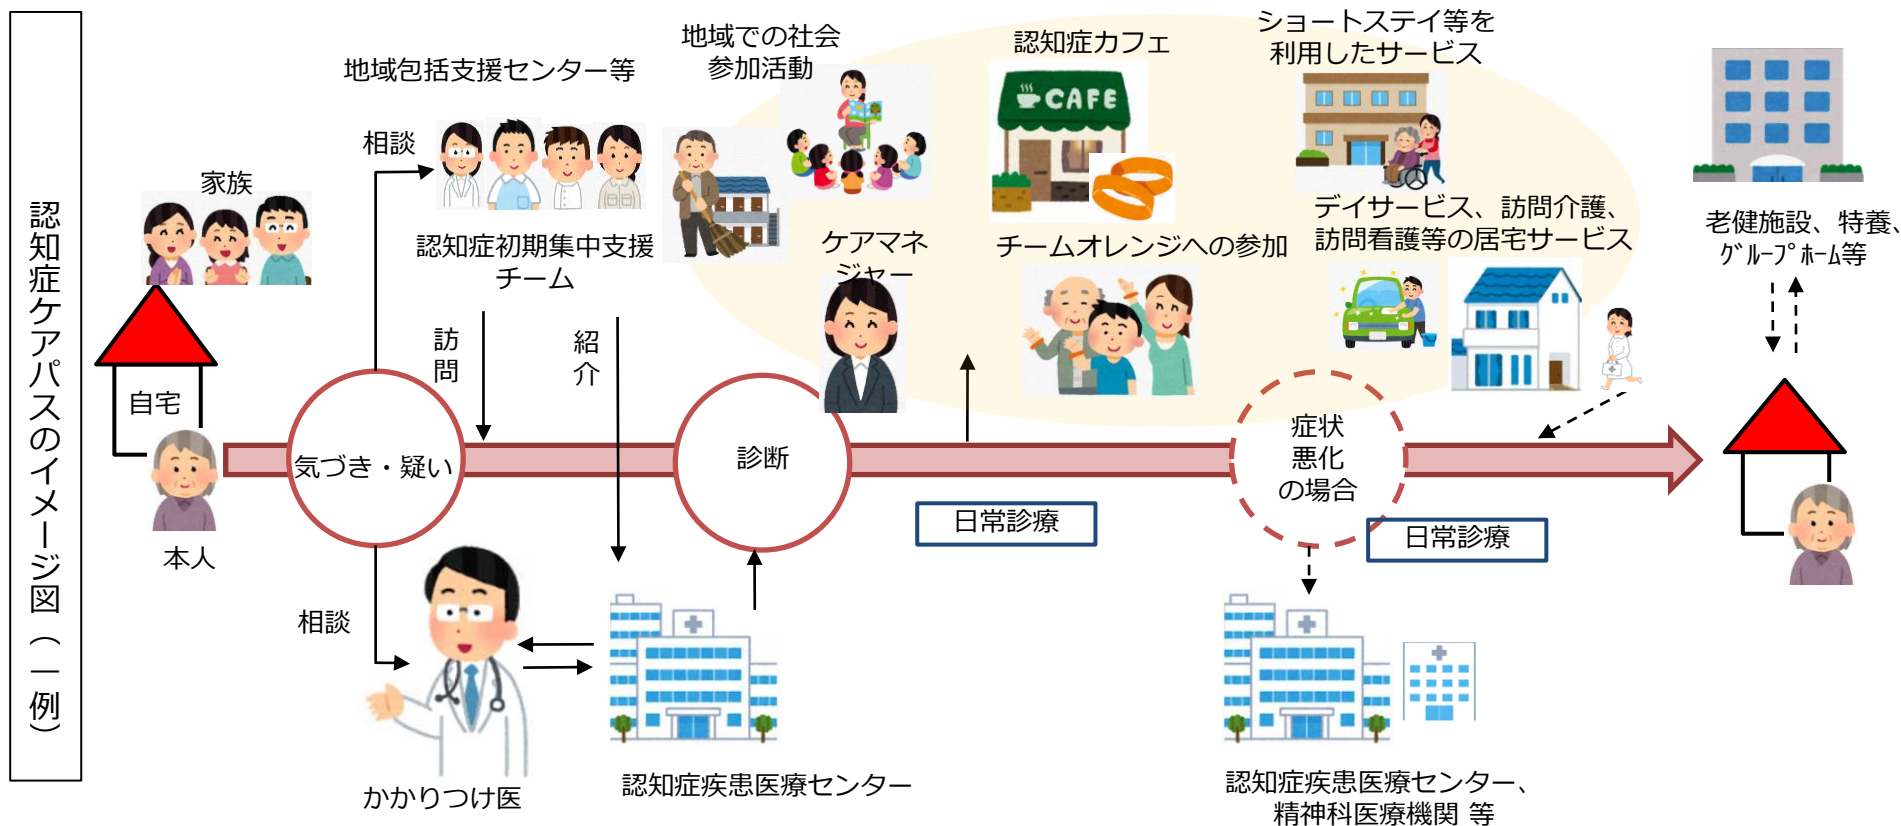 認知症ケアパスのイメージ図(一例)
家族
自宅
本人
相談
地域包括支援センター等
認知症初期集中支援
チーム
訪問
紹介
気づき・疑い
相談
かかりつけ医
認知症疾患医療センター
診断
地域での社会
参加活動
ケアマネ
ジャー
認知症カフェ
CAFE
チームオレンジへの参加
ショートステイ等を
利用したサービス
デイサービス、訪問介護、
訪問看護等の居宅サービス
日常診療
症状
悪化
の場合
日常診療
認知症疾患医療センター、
精神科医療機関 等
老健施設、特養、
グループホーム等